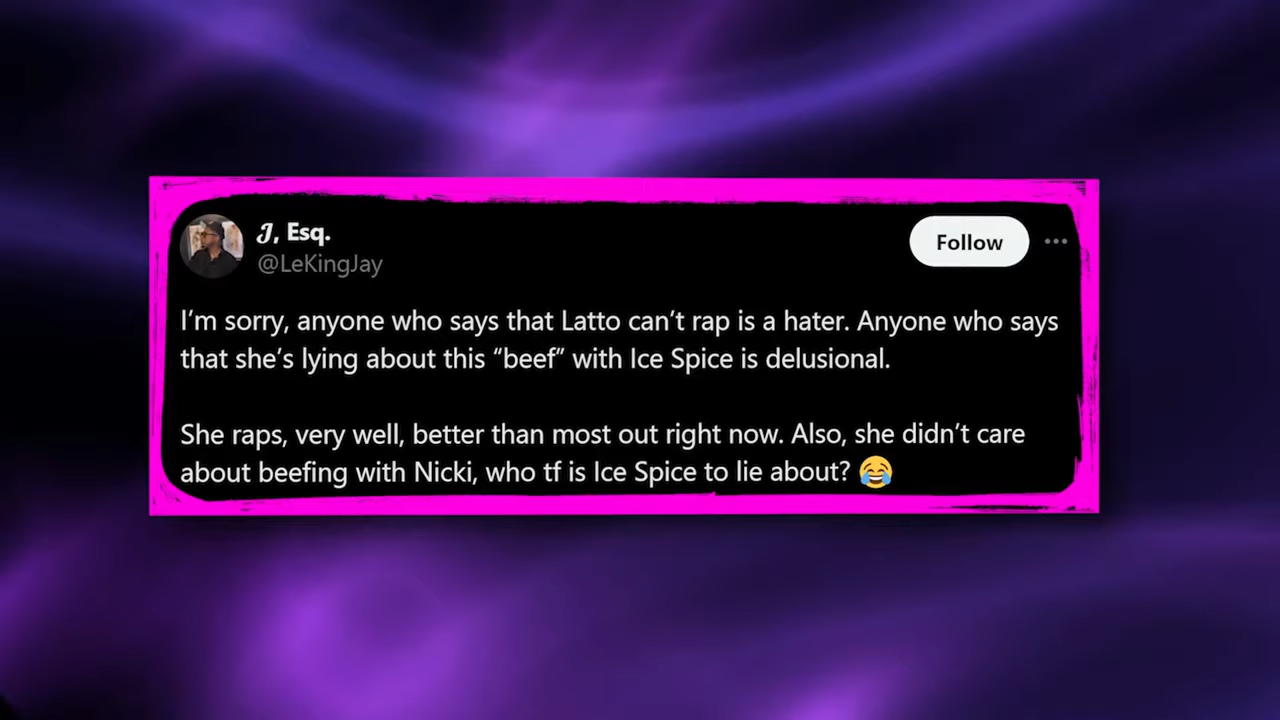 J, Esq.
Follow
@LeKingJay
I’m sorry, anyone who says that Latto can’t rap is a hater. Anyone who says
that she’s lying about this “beef” with Ice Spice is delusional.
She raps, very well, better than most out right now. Also, she didn’t care
about beefing with Nicki, who tf is Ice Spice to lie about? 😂